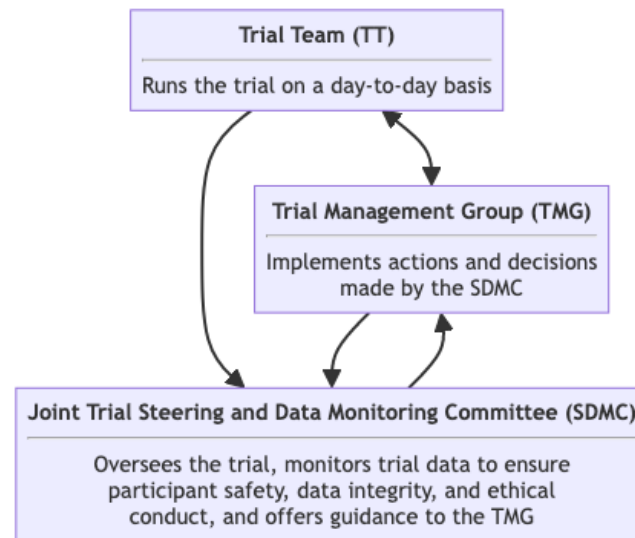 Trial Team (TT)
Runs the trial on a day-to-day basis
Trial Management Group (TMG)
Implements actions and decisions
made by the SDMC
Joint Trial Steering and Data Monitoring Committee (SDMC)
Oversees the trial, monitors trial data to ensure
participant safety, data integrity, and ethical
conduct, and offers guidance to the TMG